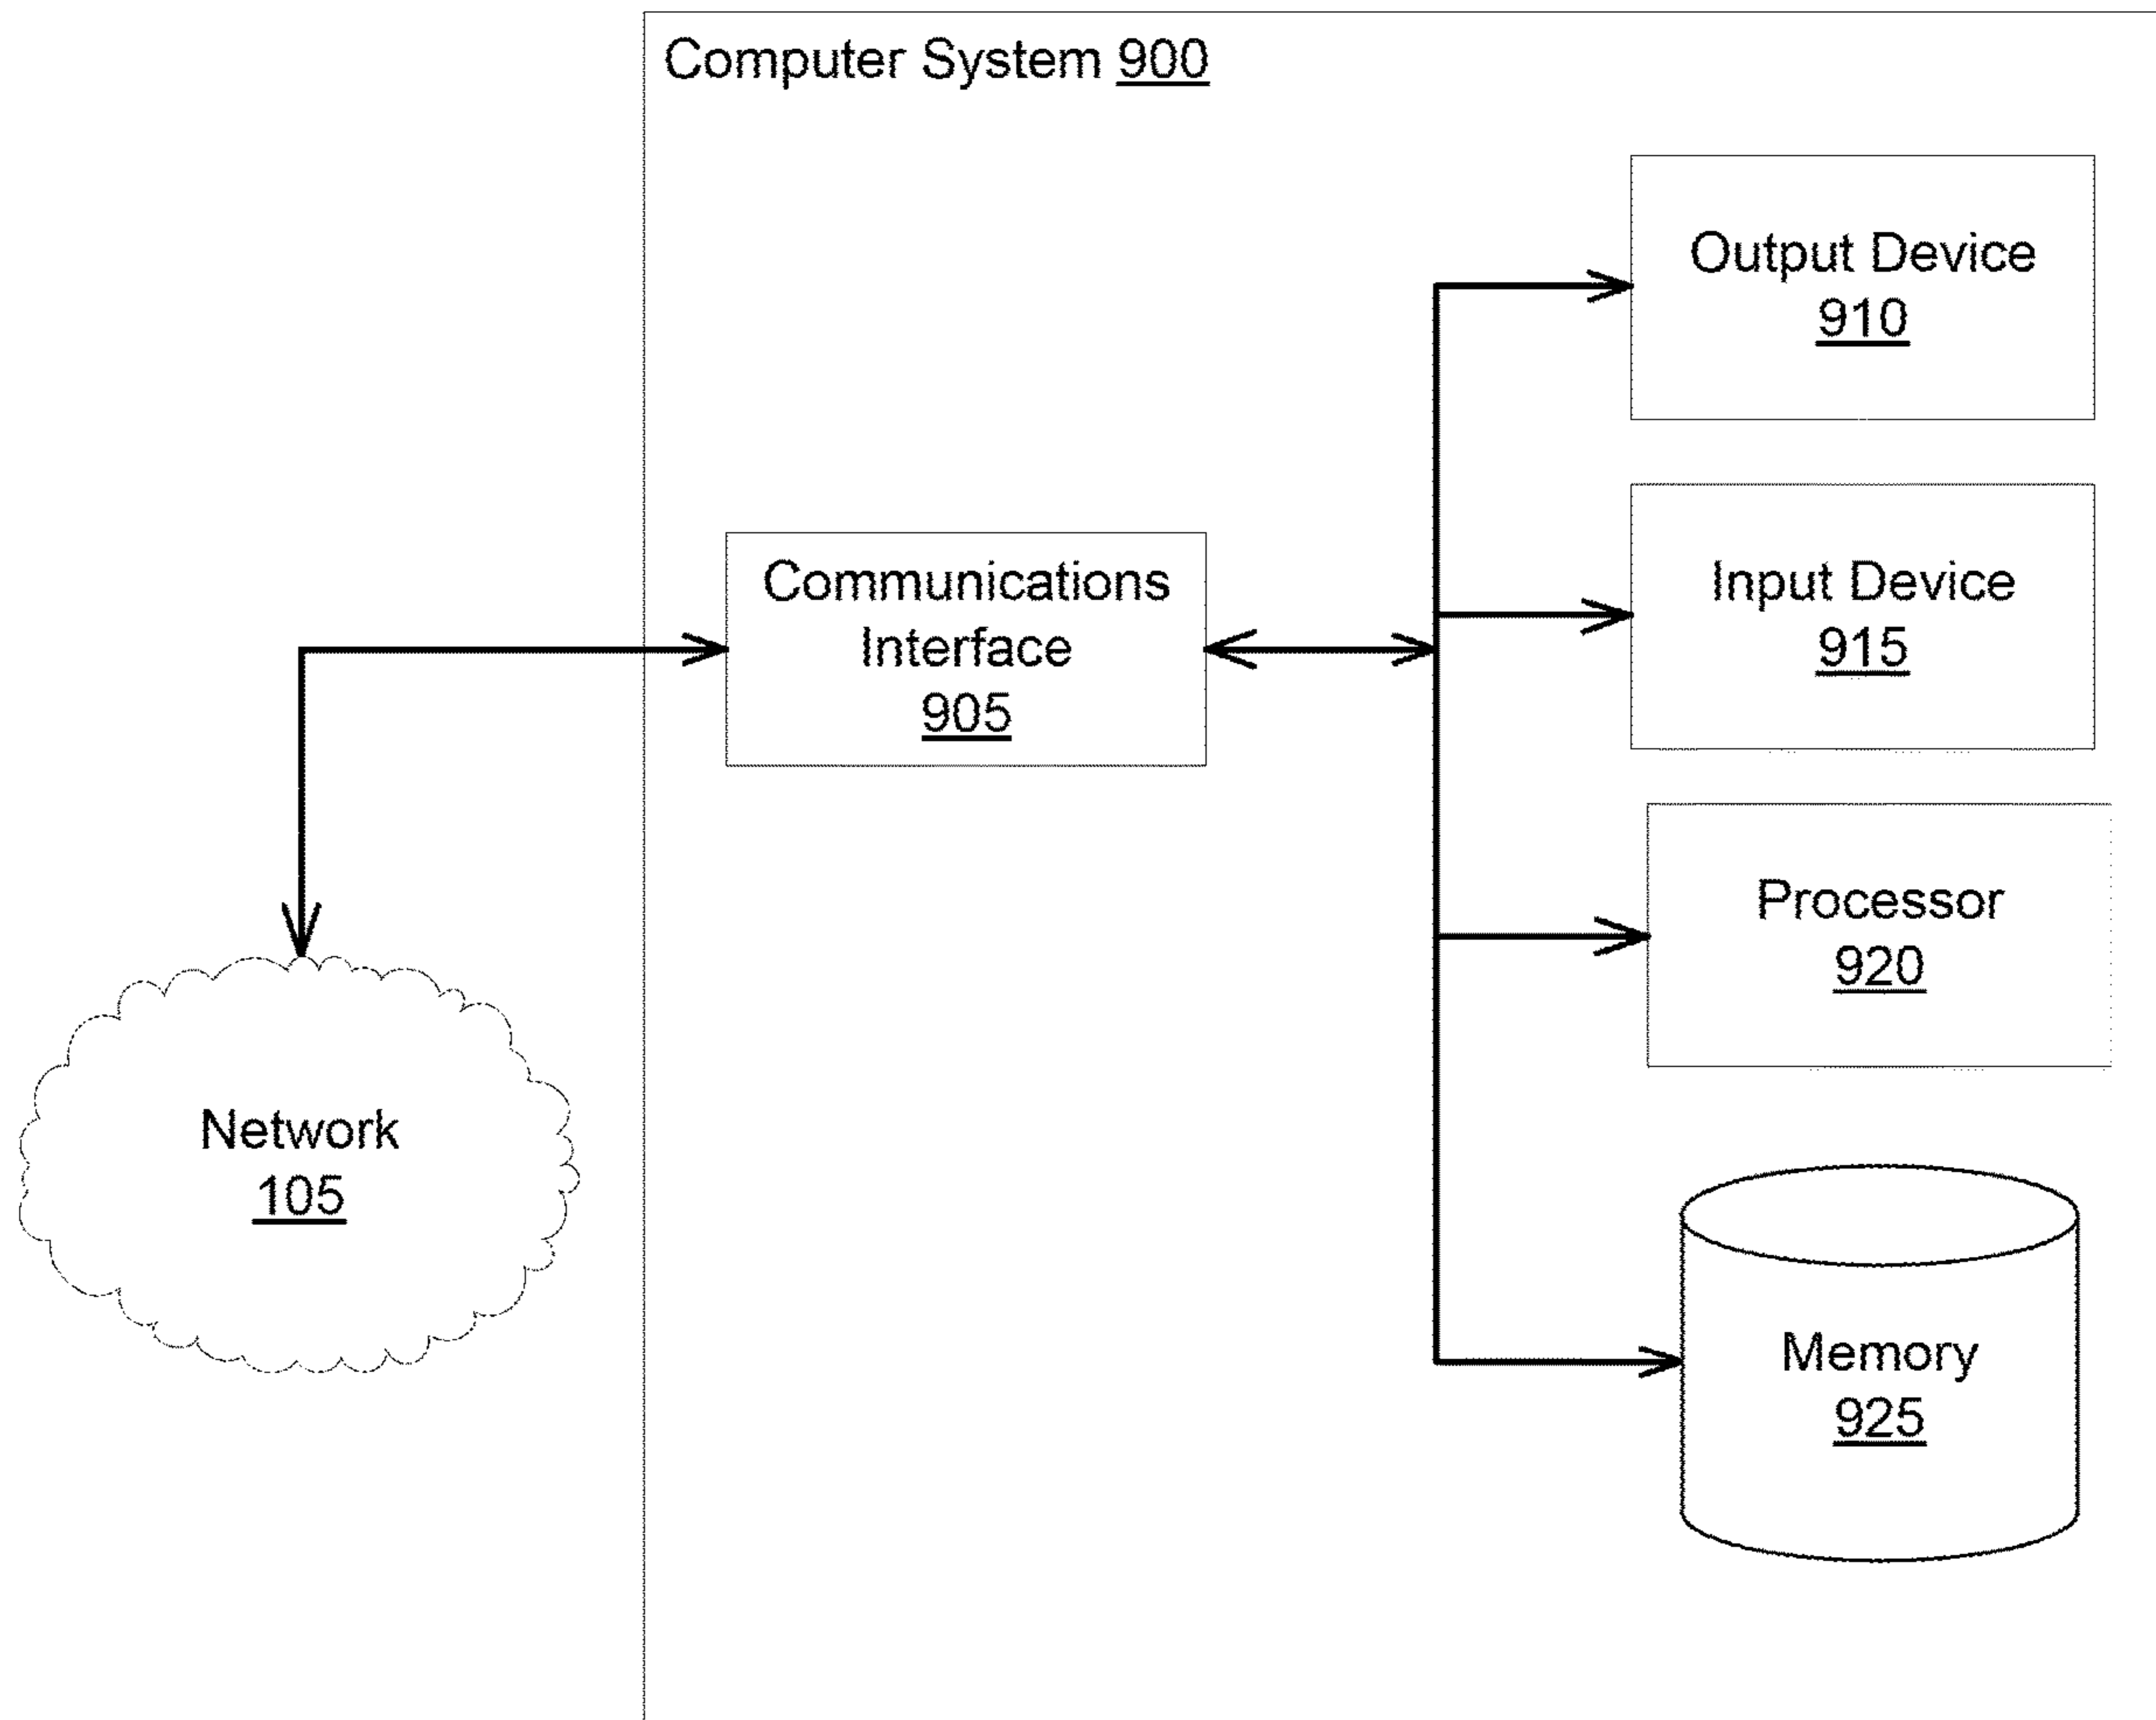 Computer System 900
Output Device
910
Input Device
915
Communications
Interface
905
Processor
920
Network
105
Memory
925